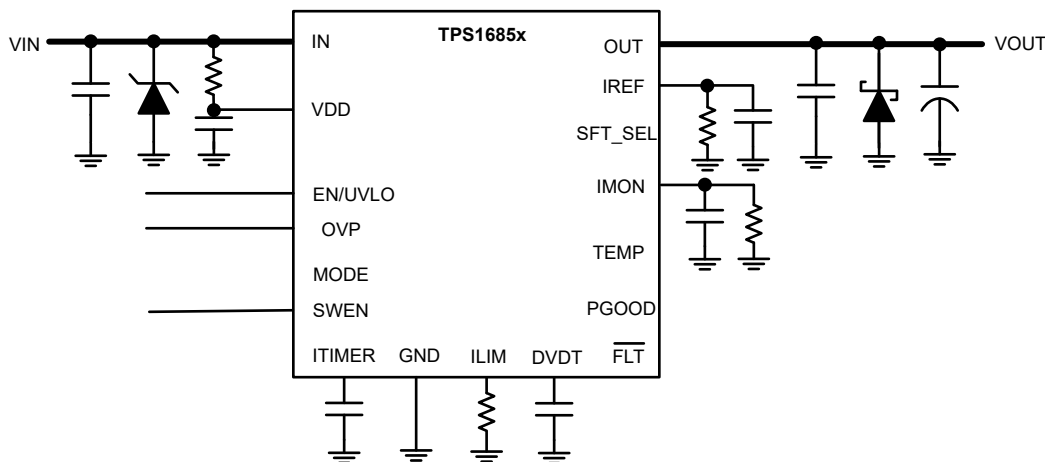 TPS1685x
VIN
IN
OUT
VOUT
IREF
VDD
SFT_SEL
IMON
EN/UVLO
OVP
TEMP
MODE
PGOOD
SWEN
ITIMER
GND
ILIM
DVDT
FLT